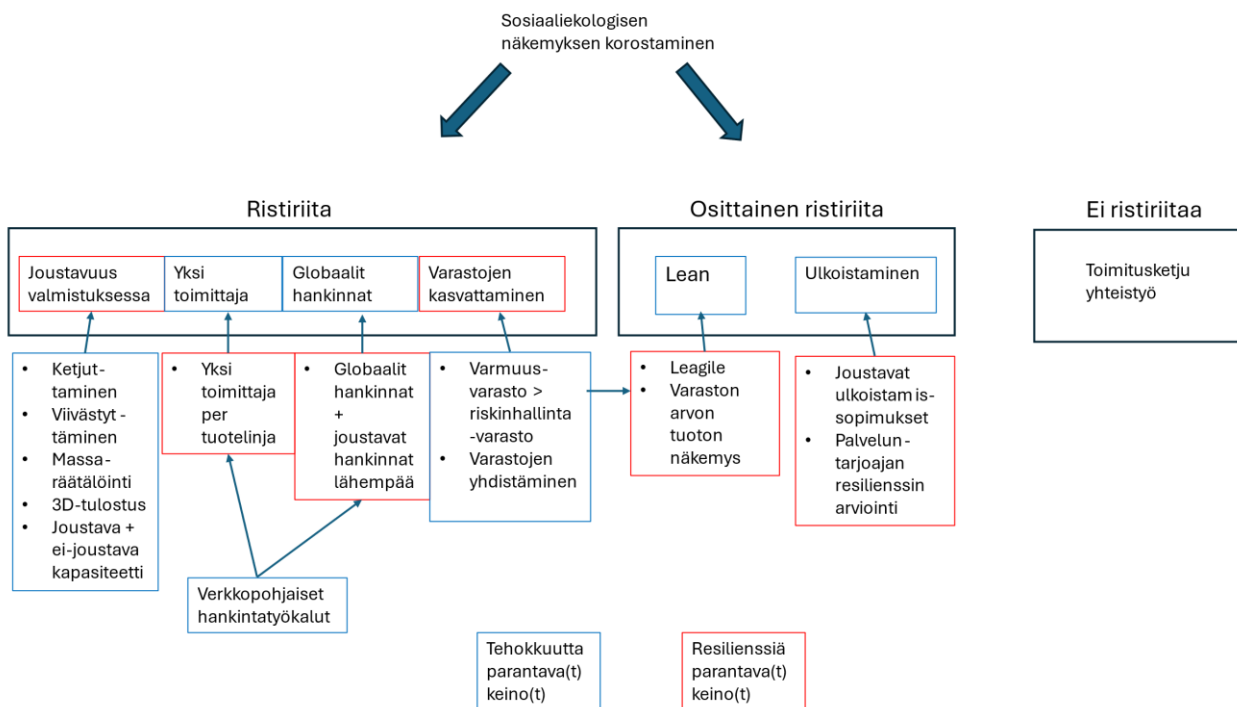 Sosiaaliekologisen
näkemyksen korostaminen
Ristiriita
Osittainen ristiriita
Ei ristiriitaa
Joustavuus
valmistuksessa
Yksi
toimittaja
Globaalit
hankinnat
Varastojen
kasvattaminen
Lean
Ulkoistaminen
Toimitusketju
yhteistyö
• Ketjut-
taminen
• Viivästyt -
täminen
• Massa-
räätälöinti
• 3D-tulostus
• Joustava +
ei-joustava
kapasiteetti
• Yksi
toimittaja
per
tuotelinja
• Globaalit
hankinnat
+
joustavat
hankinnat
lähempää
• Varmuus-
varasto >
riskinhallinta
-varasto
• Varastojen
yhdistäminen
• Leagile
• Varaston
arvon
tuoton
näkemys
• Joustavat
ulkoistam is-
sopimukset
• Palvelun-
tarjoajan
resilienssin
arviointi
Verkkopohjaiset
hankintatyökalut
Tehokkuutta
parantava(t)
keino(t)
Resilienssiä
parantava(t)
keino(t)